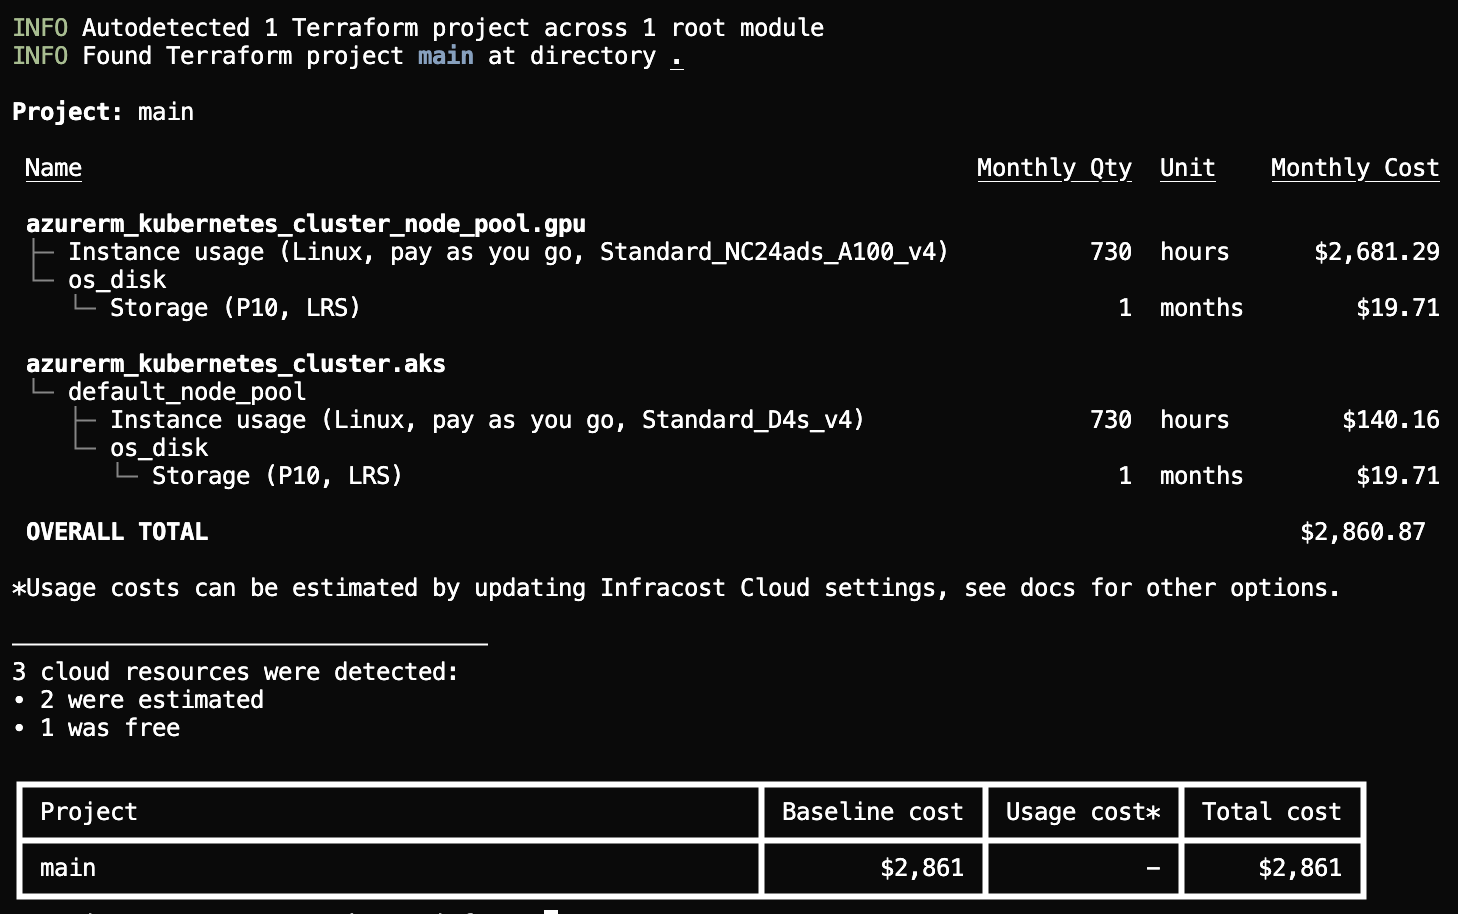 INFO Autodetected 1 Terraform project across 1 root module
INFO Found Terraform project main at directory .
Project: main
Name Monthly Qty Unit Monthly Cost
azurerm_kubernetes_cluster_node_pool.gpu
├─ Instance usage (Linux, pay as you go, Standard_NC24ads_A100_v4) 730 hours $2,681.29
└─ os_disk
└─ Storage (P10, LRS) 1 months $19.71
azurerm_kubernetes_cluster.aks
└─ default_node_pool
├─ Instance usage (Linux, pay as you go, Standard_D4s_v4) 730 hours $140.16
└─ os_disk
└─ Storage (P10, LRS) 1 months $19.71
OVERALL TOTAL $2,860.87
*Usage costs can be estimated by updating Infracost Cloud settings, see docs for other options.
3 cloud resources were detected:
• 2 were estimated
• 1 was free
Project Baseline cost Usage cost* Total cost
main $2,861 – $2,861